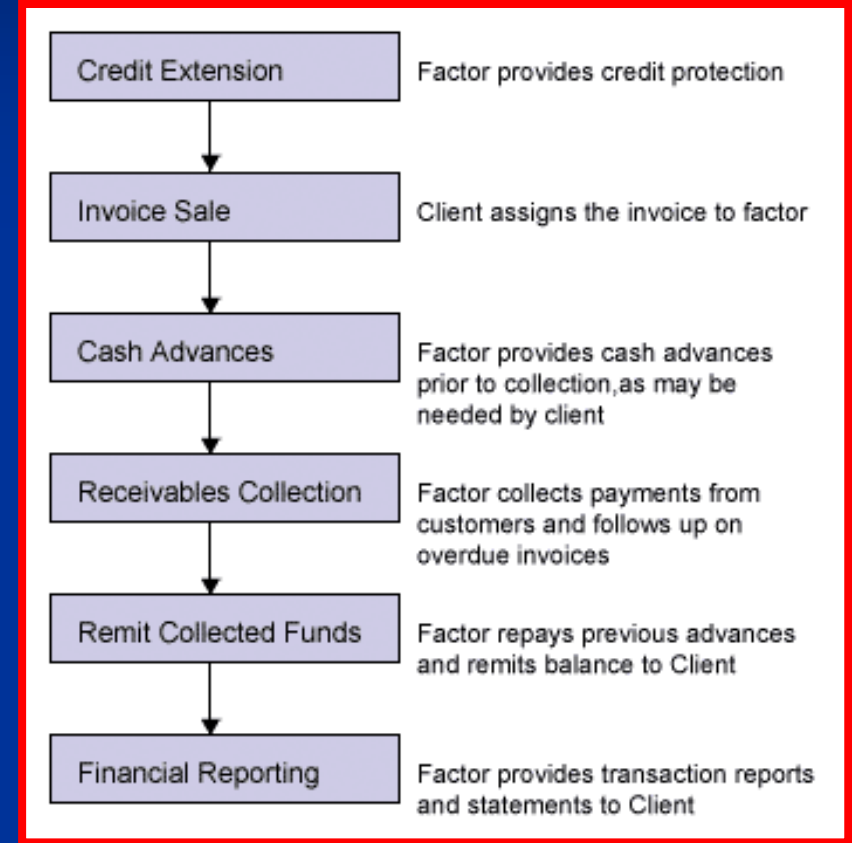 Credit Extension
Factor provides credit protection
Invoice Sale
Client assigns the invoice to factor
Cash Advances
Factor provides cash advances
prior to collection,as may be
needed by client
Receivables Collection
Factor collects payments from
customers and follows up on
overdue invoices
Remit Collected Funds
Factor repays previous advances
and remits balance to Client
Financial Reporting
Factor provides transaction reports
and statements to Client